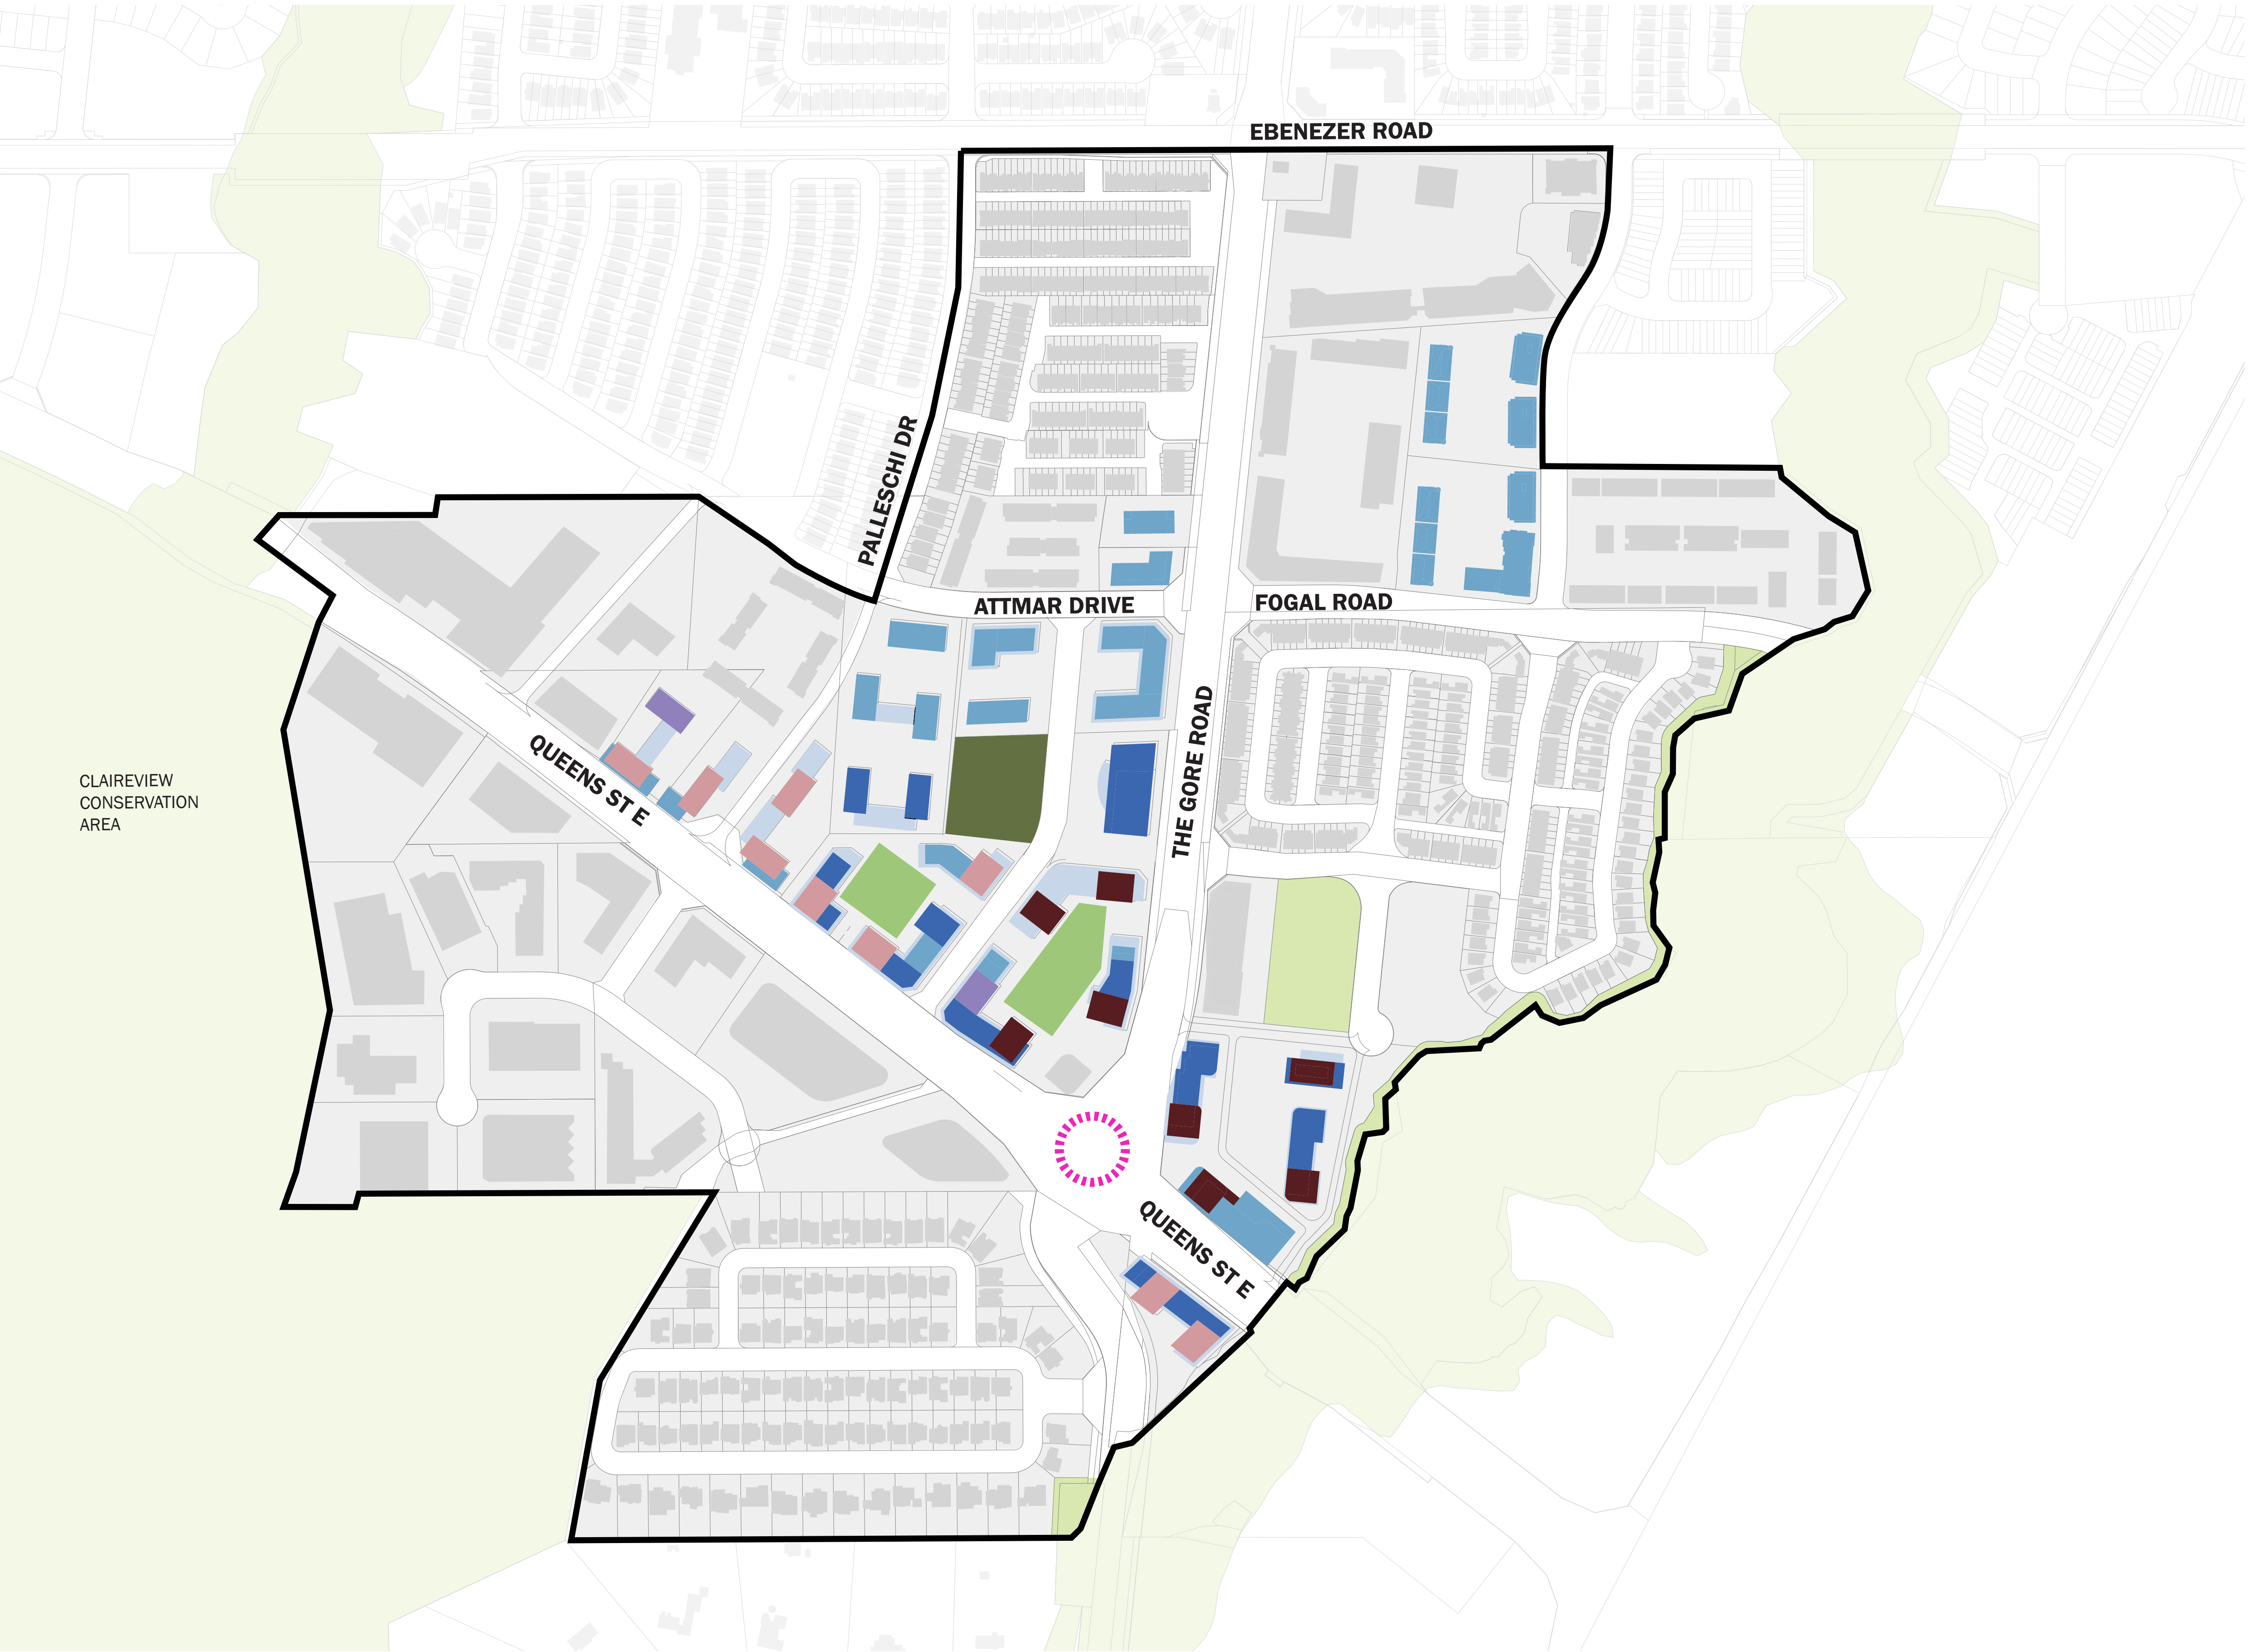 EBENEZER ROAD
PALLESCHI DR
ATTMAR DRIVE
FOGAL ROAD
THE GORE ROAD
QUEENS ST E
CLAIREVIEW
CONSERVATION
AREA
QUEENS ST E